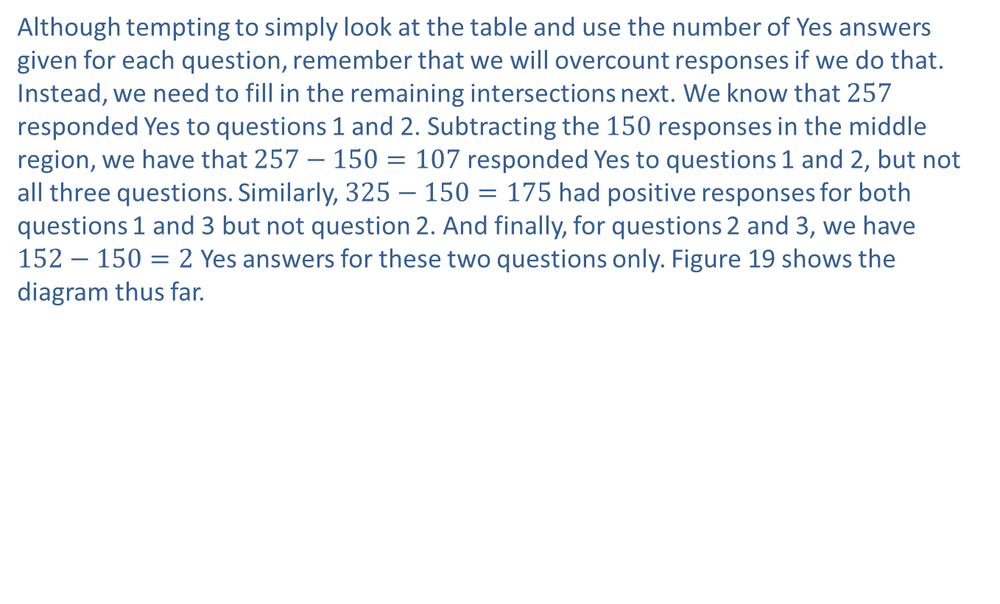 Although tempting to simply look at the table and use the number of Yes answers
given for each question, remember that we will overcount responses if we do that.
Instead, we need to fill in the remaining intersections next. We know that 257
responded Yes to questions 1 and 2. Subtracting the 150 responses in the middle
region, we have that 257 − 150 = 107 responded Yes to questions 1 and 2, but not
all three questions. Similarly, 325 − 150 = 175 had positive responses for both
questions 1 and 3 but not question 2. And finally, for questions 2 and 3, we have
152 − 150 = 2 Yes answers for these two questions only. Figure 19 shows the
diagram thus far.